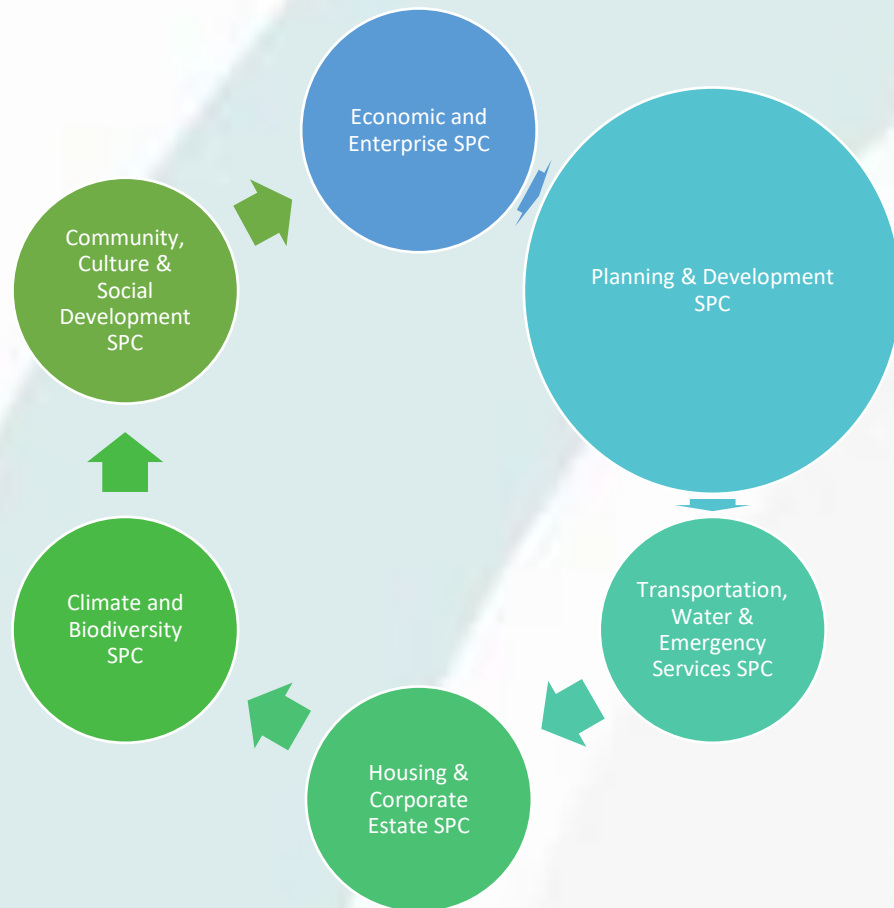 Economic and
Enterprise SPC
Planning & Development
SPC
Transportation,
Water &
Emergency
Services SPC
Housing &
Corporate
Estate SPC
Climate and
Biodiversity
SPC
Community,
Culture &
Social
Development
SPC